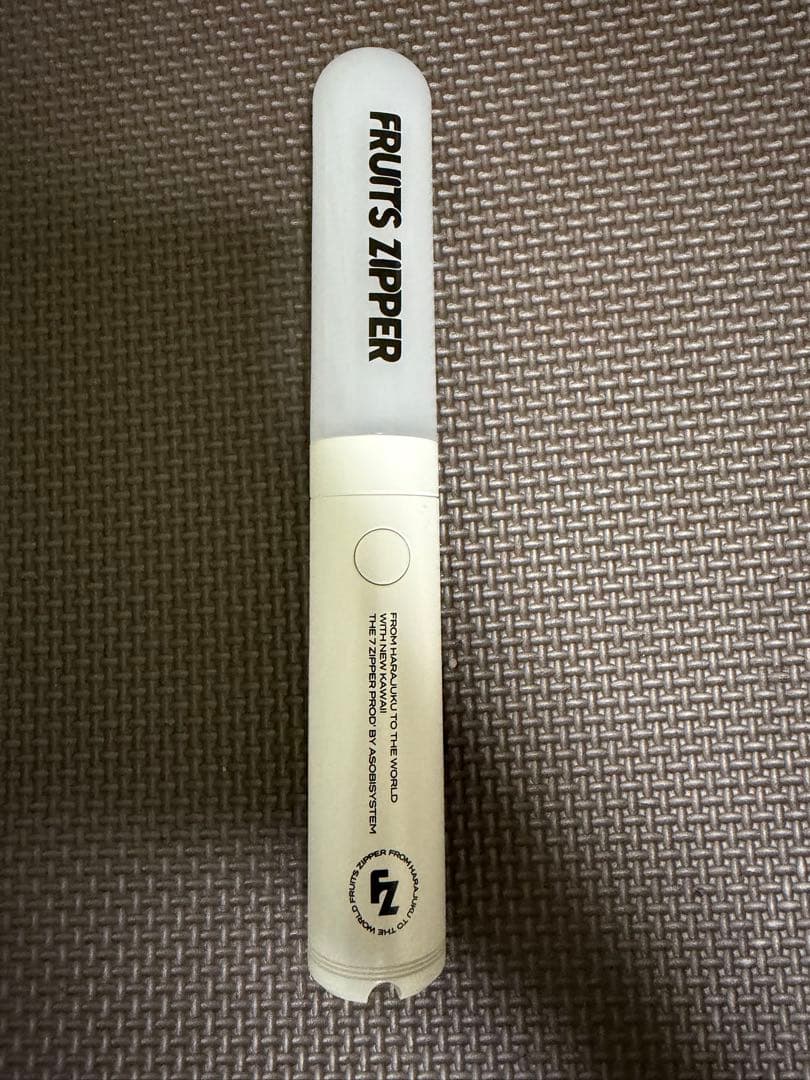 FRUITS ZIPPER
FROM HARAJUKU TO THE WORLD
WITH NEW KAWAII
THE 7 ZIPPER PROD' BY ASOBISYSTEM
FRUITS ZIPPER FROM HARAJUKU TO THE WORLD
FZ